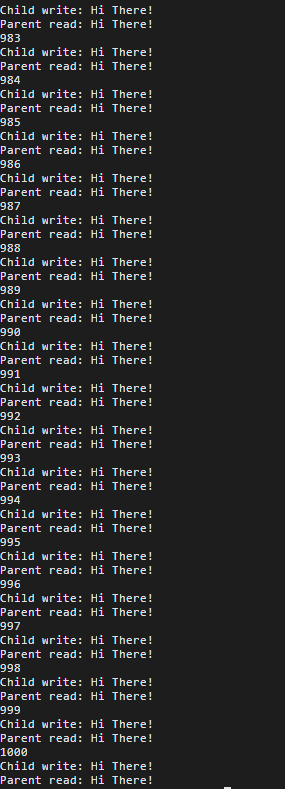 Child write: Hi There!
Parent read: Hi There!
983
Child write: Hi There!
Parent read: Hi There!
984
Child write: Hi There!
Parent read: Hi There!
985
Child write: Hi There!
Parent read: Hi There!
986
Child write: Hi There!
Parent read: Hi There!
987
Child write: Hi There!
Parent read: Hi There!
988
Child write: Hi There!
Parent read: Hi There!
989
Child write: Hi There!
Parent read: Hi There!
990
Child write: Hi There!
Parent read: Hi There!
991
Child write: Hi There!
Parent read: Hi There!
992
Child write: Hi There!
Parent read: Hi There!
993
Child write: Hi There!
Parent read: Hi There!
994
Child write: Hi There!
Parent read: Hi There!
995
Child write: Hi There!
Parent read: Hi There!
996
Child write: Hi There!
Parent read: Hi There!
997
Child write: Hi There!
Parent read: Hi There!
998
Child write: Hi There!
Parent read: Hi There!
999
Child write: Hi There!
Parent read: Hi There!
1000
Child write: Hi There!
Parent read: Hi There!